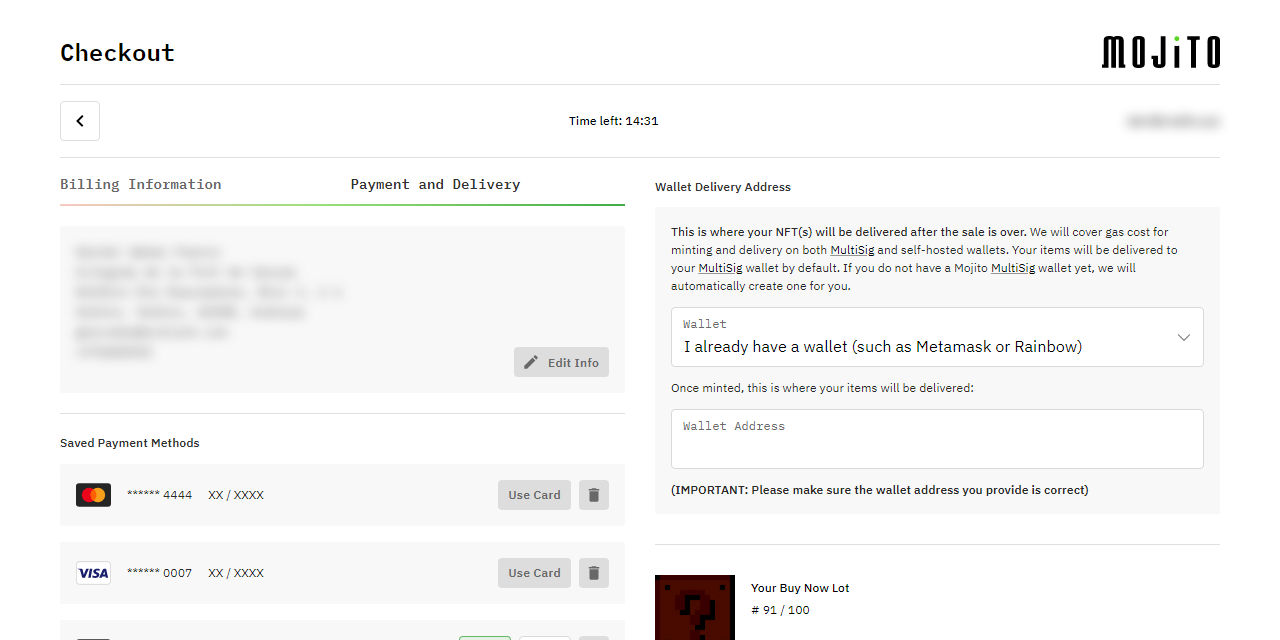 Checkout
MOJiTO
Time left: 14:31
Billing Information
Payment and Delivery
Edit Info
Saved Payment Methods
****** 4444 XX / XXXX
Use Card
VISA ****** 0007 XX / XXXX
Use Card
Wallet Delivery Address
This is where your NFT(s) will be delivered after the sale is over. We will cover gas cost for
minting and delivery on both MultiSig and self-hosted wallets. Your items will be delivered to
your MultiSig wallet by default. If you do not have a Mojito MultiSig wallet yet, we will
automatically create one for you.
Wallet
I already have a wallet (such as Metamask or Rainbow)
Once minted, this is where your items will be delivered:
Wallet Address
(IMPORTANT: Please make sure the wallet address you provide is correct)
Your Buy Now Lot
# 91 / 100